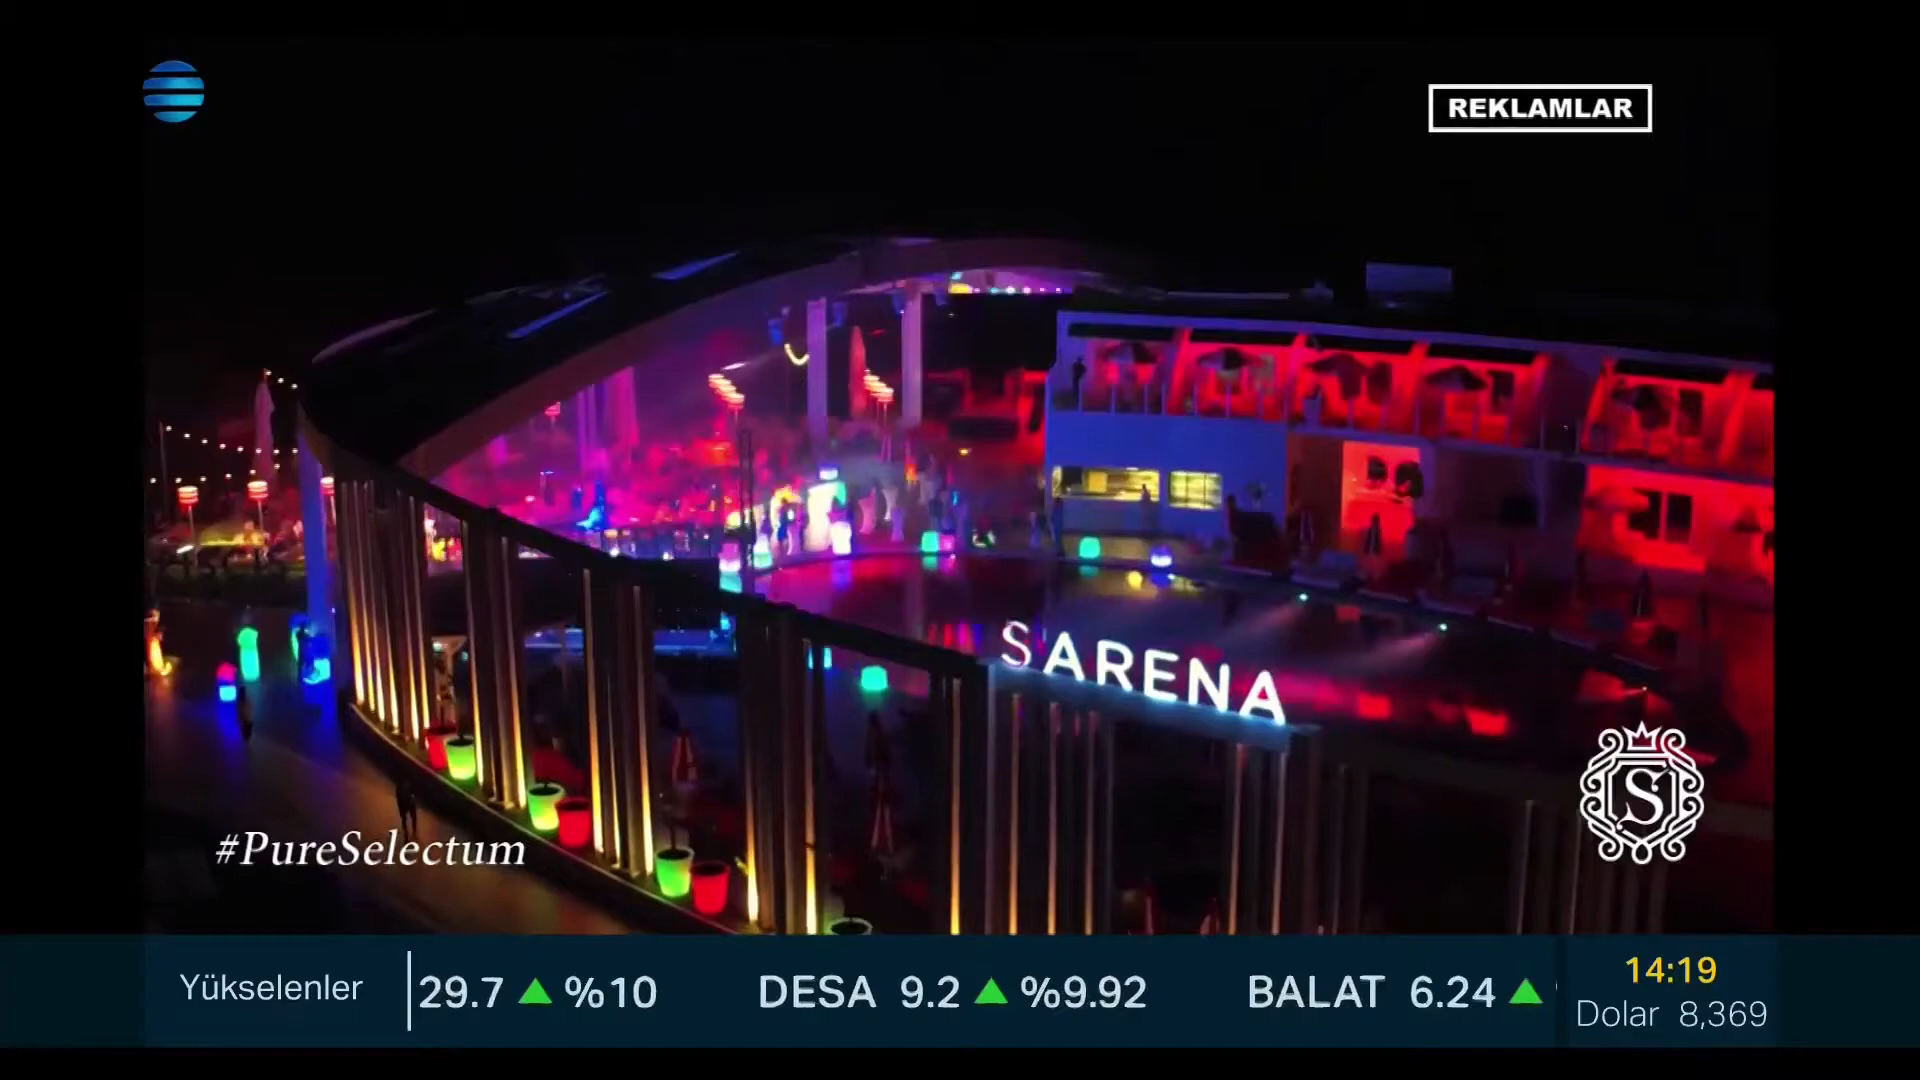 REKLAMLAR
SARENA
S
#PureSelectum
Yükselenler
29.7 %10 DESA 9.2 %9.92 BALAT 6.24
14:19
Dolar 8,369